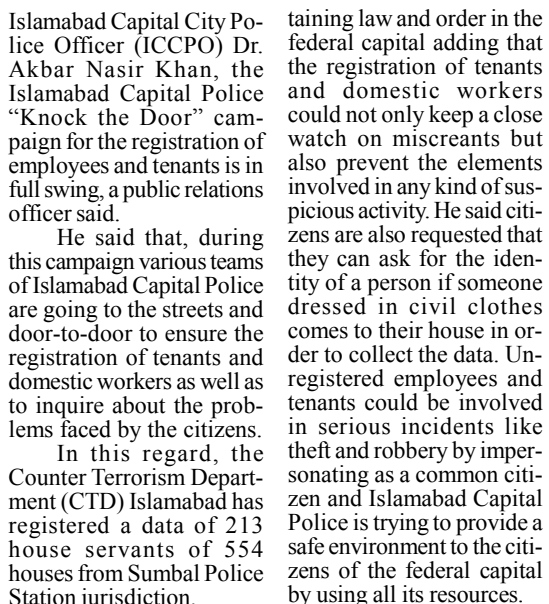 Islamabad Capital City Po-
lice Officer (ICCPO) Dr.
Akbar Nasir Khan, the
Islamabad Capital Police
“Knock the Door” cam-
paign for the registration of
employees and tenants is in
full swing, a public relations
officer said.
He said that, during
this campaign various teams
of Islamabad Capital Police
are going to the streets and
door-to-door to ensure the
registration of tenants and
domestic workers as well as
to inquire about the prob-
lems faced by the citizens.
In this regard, the
Counter Terrorism Depart-
ment (CTD) Islamabad has
registered a data of 213
house servants of 554
houses from Sumbal Police
Station jurisdiction.
taining law and order in the
federal capital adding that
the registration of tenants
and domestic workers
could not only keep a close
watch on miscreants but
also prevent the elements
involved in any kind of sus-
picious activity. He said citi-
zens are also requested that
they can ask for the iden-
tity of a person if someone
dressed in civil clothes
comes to their house in or-
der to collect the data. Un-
registered employees and
tenants could be involved
in serious incidents like
theft and robbery by imper-
sonating as a common citi-
zen and Islamabad Capital
Police is trying to provide a
safe environment to the citi-
zens of the federal capital
by using all its resources.